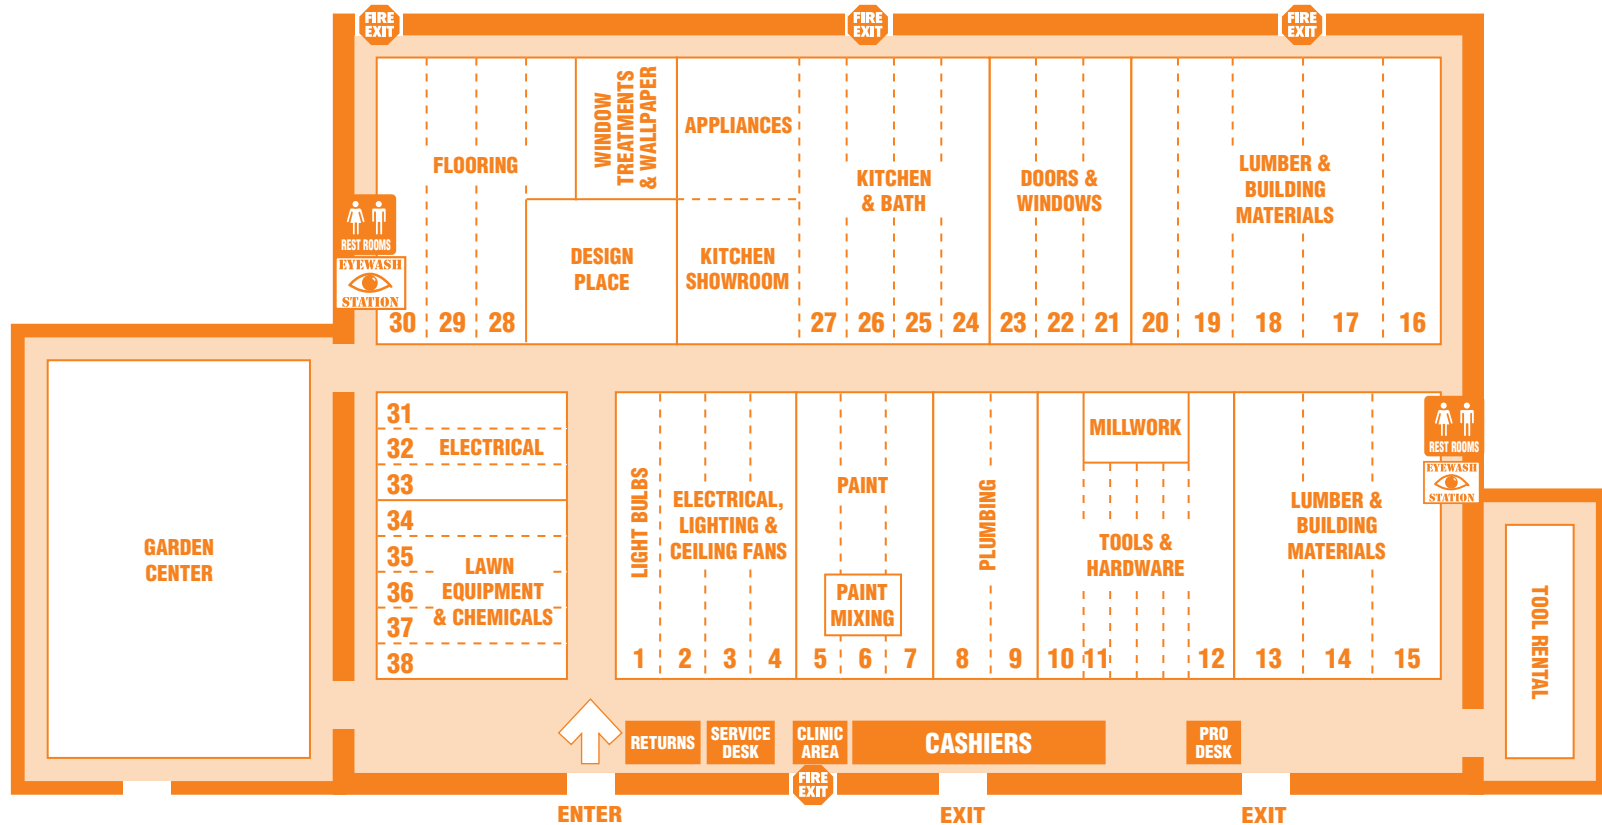 FIRE
EXIT
FIRE
EXIT
FIRE
EXIT
WINDOW
TREATMENTS
& WALLPAPER
APPLIANCES
FLOORING
KITCHEN
& BATH
DOORS &
WINDOWS
LUMBER &
BUILDING
MATERIALS
REST ROOMS
EYEWASH
STATION
DESIGN
PLACE
KITCHEN
SHOWROOM
30 29 28 27 26 25 24 23 22 21 20 19 18 17 16
GARDEN
CENTER
31
32
33
ELECTRICAL
34
35
36
37
38
LAWN
EQUIPMENT
& CHEMICALS
LIGHT BULBS
ELECTRICAL,
LIGHTING &
CEILING FANS
PAINT
PAINT
MIXING
PLUMBING
MILLWORK
TOOLS &
HARDWARE
LUMBER &
BUILDING
MATERIALS
REST ROOMS
EYEWASH
STATION
1 2 3 4 5 6 7 8 9 10 11 12 13 14 15
TOOL RENTAL
RETURNS
SERVICE
DESK
CLINIC
AREA
CASHIERS
PRO
DESK
FIRE
EXIT
ENTER
EXIT
EXIT